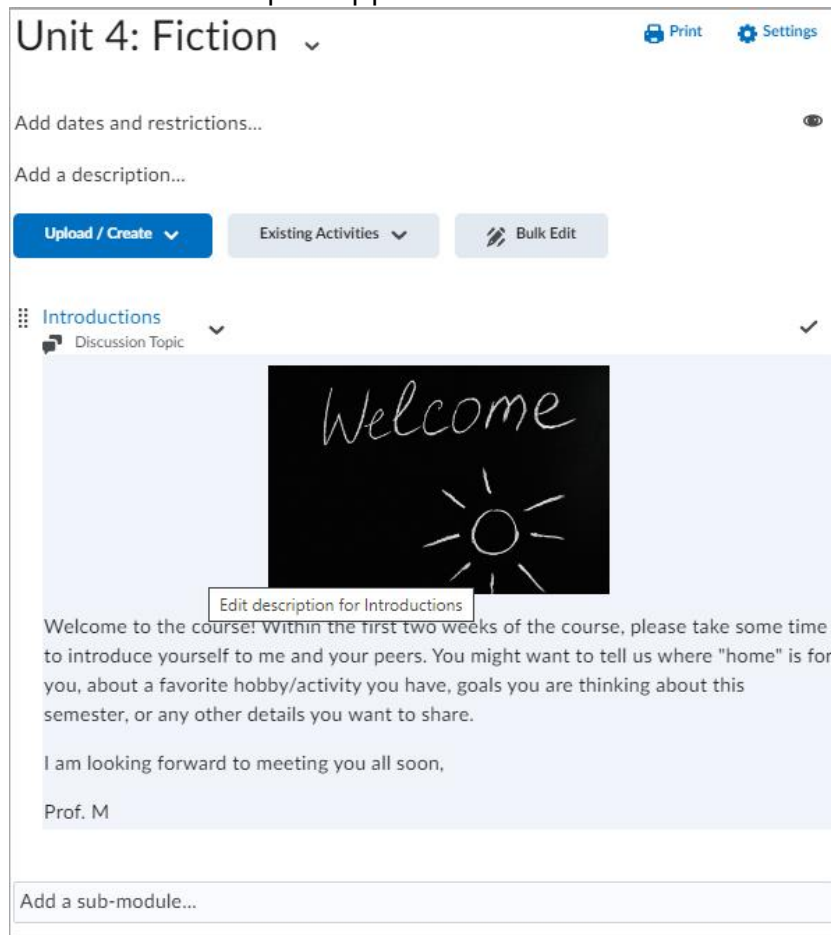 Unit 4: Fiction
Print
Settings
Add dates and restrictions...
Add a description...
Upload / Create
Existing Activities
Bulk Edit
Introductions
Discussion Topic
Welcome
Edit description for Introductions
Welcome to the course! Within the first two weeks of the course, please take some time
to introduce yourself to me and your peers. You might want to tell us where "home" is for
you, about a favorite hobby/activity you have, goals you are thinking about this
semester, or any other details you want to share.
I am looking forward to meeting you all soon,
Prof. M
Add a sub-module...